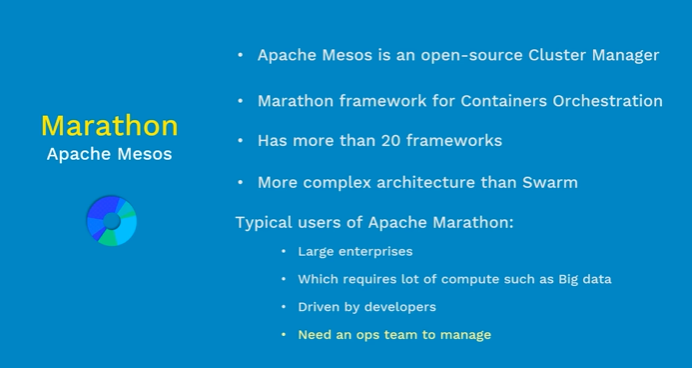 Marathon
Apache Mesos
• Apache Mesos is an open-source Cluster Manager
• Marathon framework for Containers Orchestration
• Has more than 20 frameworks
• More complex architecture than Swarm
Typical users of Apache Marathon:
• Large enterprises
• Which requires lot of compute such as Big data
• Driven by developers
• Need an ops team to manage